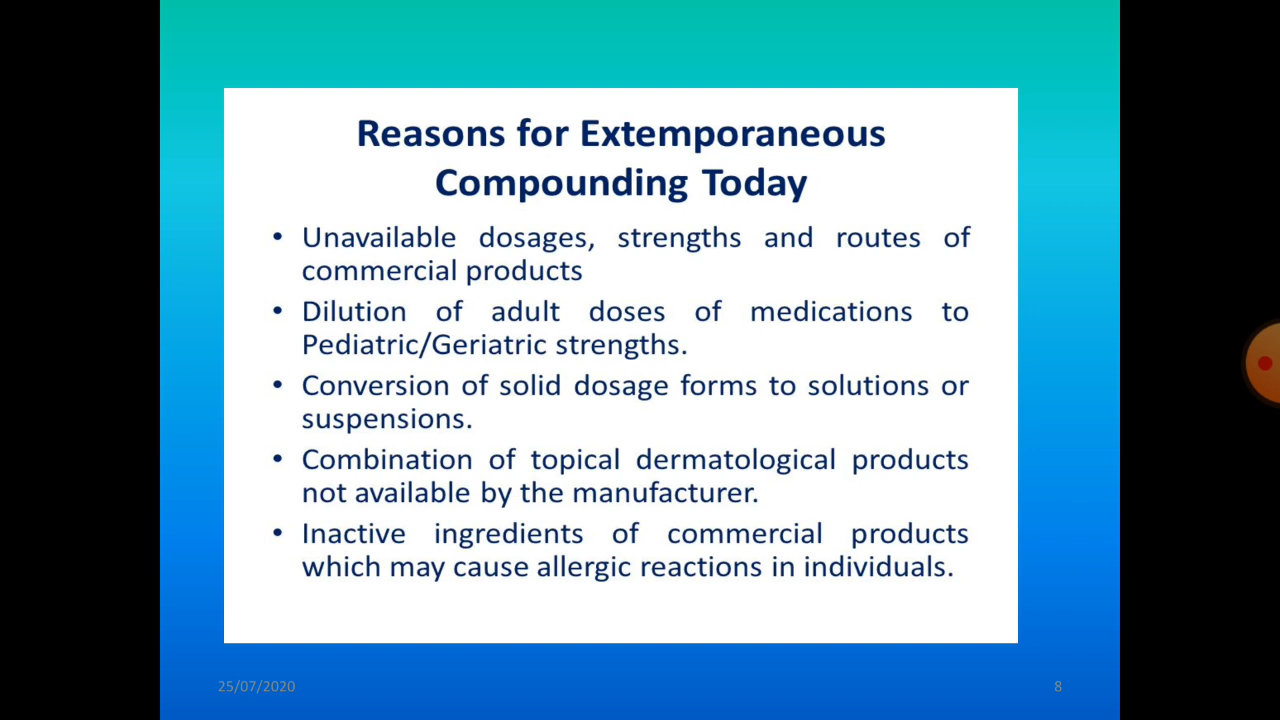 Reasons for Extemporaneous
Compounding Today
• Unavailable dosages, strengths and routes of
commercial products
• Dilution of adult doses of medications to
Pediatric/Geriatric strengths.
• Conversion of solid dosage forms to solutions or
suspensions.
• Combination of topical dermatological products
not available by the manufacturer.
• Inactive ingredients of commercial products
which may cause allergic reactions in individuals.
25/07/2020
8